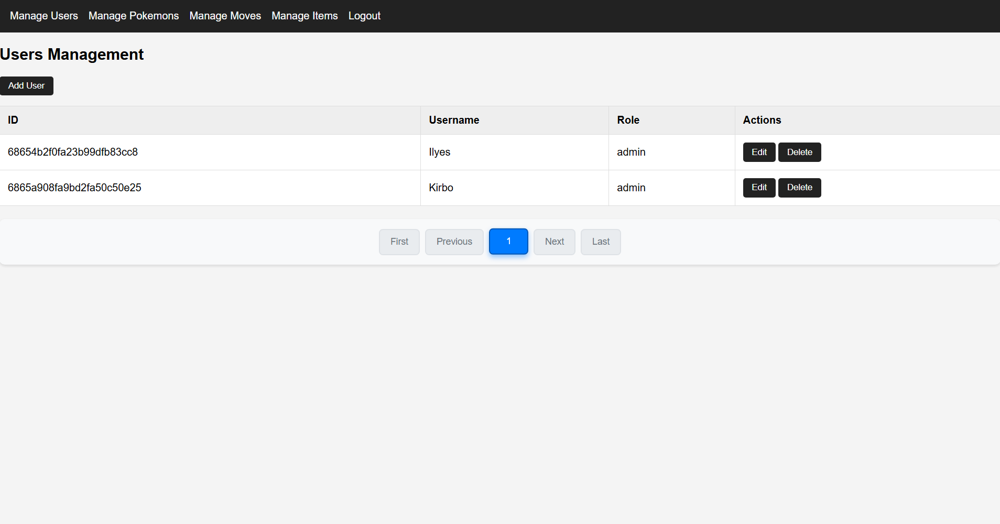 Manage Users Manage Pokemons Manage Moves Manage Items Logout
Users Management
Add User
ID Username Role Actions
68654b2f0fa23b99dfb83cc8 Ilyes admin Edit Delete
6865a908fa9bd2fa50c50e25 Kirbo admin Edit Delete
First Previous 1 Next Last